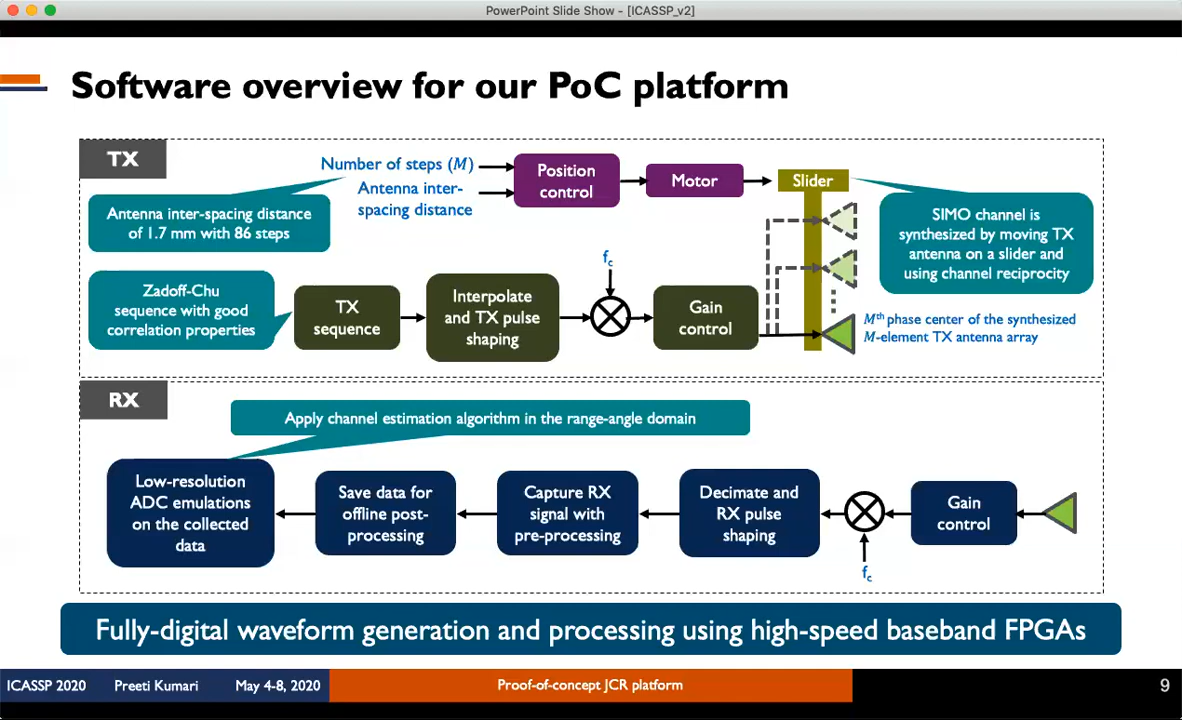 PowerPoint Slide Show - [ICASSP_v2]
Software overview for our PoC platform
TX
Number of steps (M)
Antenna inter-
spacing distance
Position
control
Motor
Slider
Antenna inter-spacing distance
of 1.7 mm with 86 steps
SIMO channel is
synthesized by moving TX
antenna on a slider and
using channel reciprocity
Zadoff-Chu
sequence with good
correlation properties
TX
sequence
Interpolate
and TX pulse
shaping
fc
Gain
control
Mth phase center of the synthesized
M-element TX antenna array
RX
Apply channel estimation algorithm in the range-angle domain
Low-resolution
ADC emulations
on the collected
data
Save data for
offline post-
processing
Capture RX
signal with
pre-processing
Decimate and
RX pulse
shaping
fc
Gain
control
Fully-digital waveform generation and processing using high-speed baseband FPGAs
ICASSP 2020 Preeti Kumari May 4-8, 2020
Proof-of-concept JCR platform
9